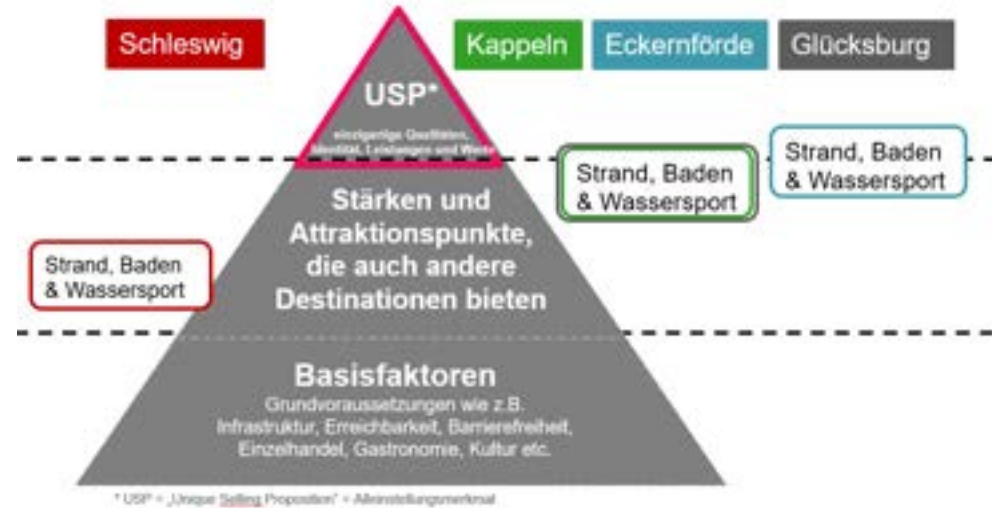 Schleswig
Kappeln
Eckernförde
Glücksburg
USP*
einzigartige Qualitäten,
Identität, Leistungen und Werte
Strand, Baden
& Wassersport
Strand, Baden
& Wassersport
Stärken und
Attraktionspunkte,
die auch andere
Destinationen bieten
Strand, Baden
& Wassersport
Basisfaktoren
Grundvoraussetzungen wie z.B.
Infrastruktur, Erreichbarkeit, Barrierefreiheit,
Einzelhandel, Gastronomie, Kultur etc.
* USP = „Unique Selling Proposition" = Alleinstellungsmerkmal